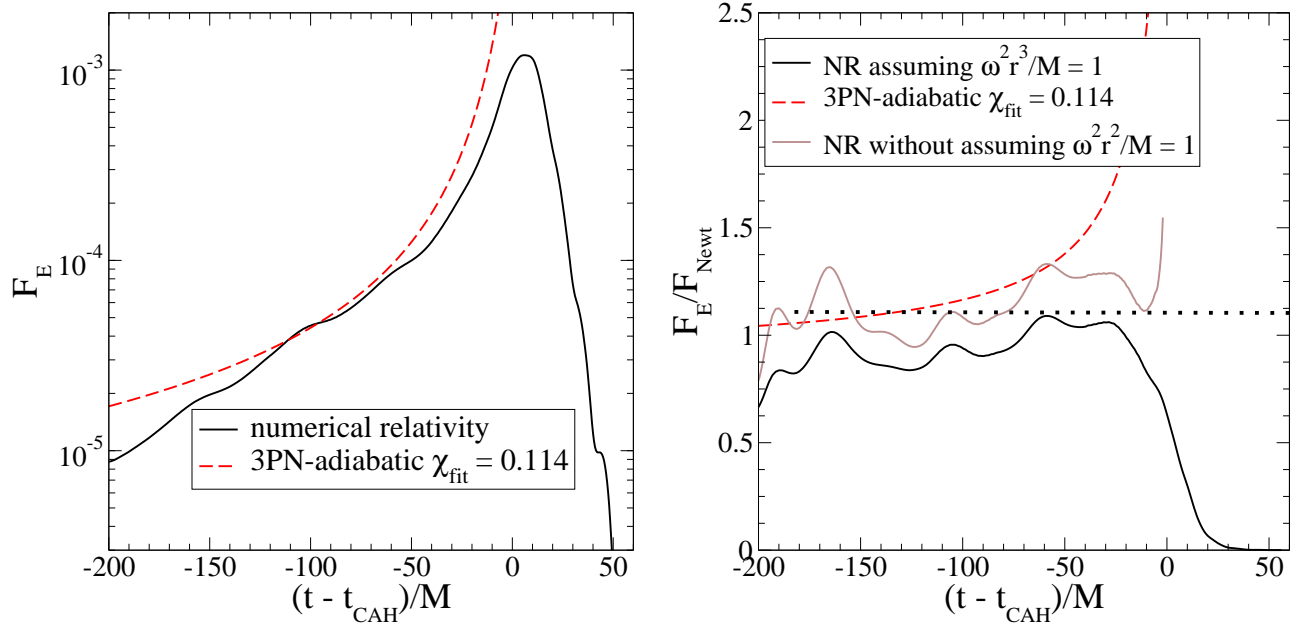 10^-3
10^-4
10^-5
F_E
numerical relativity
3PN-adiabatic χ_fit = 0.114
-200 -150 -100 -50 0 50
(t - t_CAH)/M
2.5
2
1.5
1
0.5
0
F_E/F_Newt
NR assuming ω^2r^3/M = 1
3PN-adiabatic χ_fit = 0.114
NR without assuming ω^2r^2/M = 1
-200 -150 -100 -50 0 50
(t - t_CAH)/M